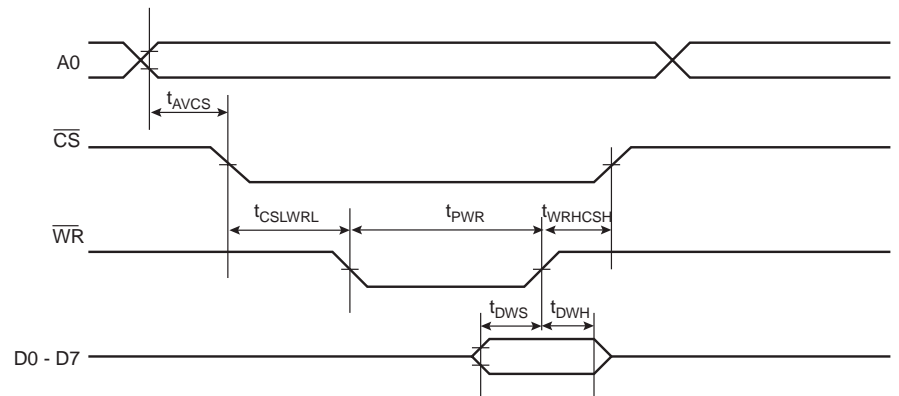 A0
tAVCS
CS
tCSLWRL
tPWR
tWRHCSH
WR
tDWS
tDWH
D0 - D7